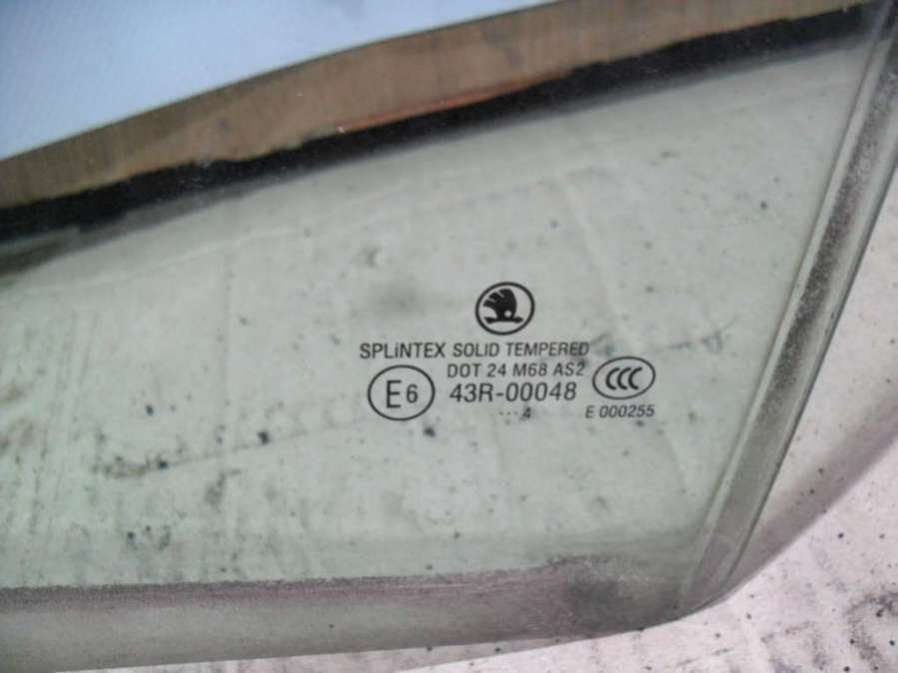 SPLiNTEX SOLID TEMPERED
DOT 24 M68 AS2
E6 43R-00048 CCC
...4 E 000255